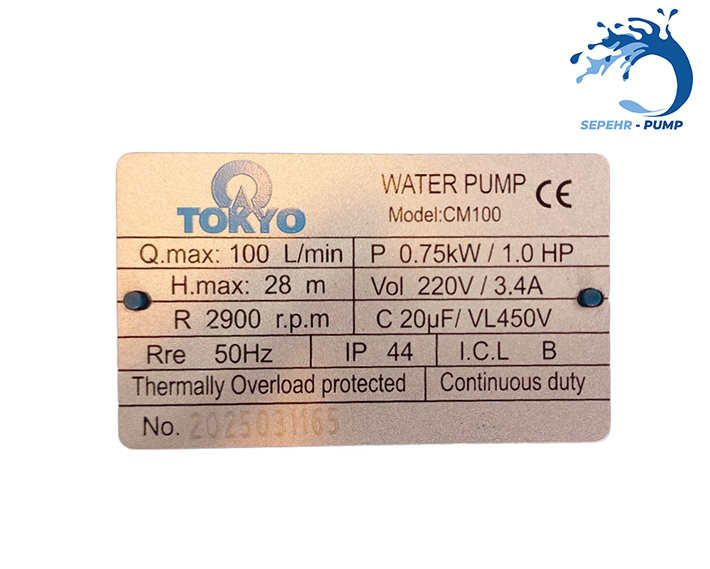 SEPEHR - PUMP
TOKYO
WATER PUMP CE
Model:CM100
Q.max: 100 L/min P 0.75kW / 1.0 HP
H.max: 28 m Vol 220V / 3.4A
R 2900 r.p.m C 20µF/ VL450V
Rre 50Hz IP 44 I.C.L B
Thermally Overload protected Continuous duty
No. 2025031165